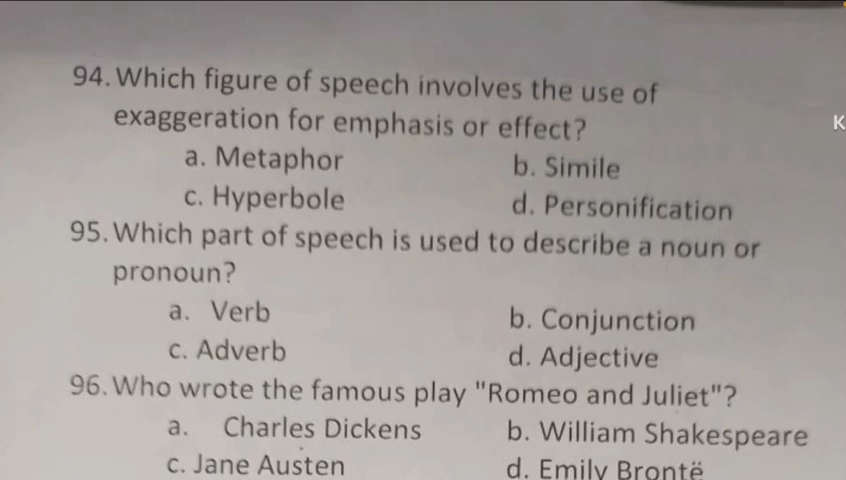 94. Which figure of speech involves the use of
exaggeration for emphasis or effect?
a. Metaphor b. Simile
c. Hyperbole d. Personification
95. Which part of speech is used to describe a noun or
pronoun?
a. Verb b. Conjunction
c. Adverb d. Adjective
96. Who wrote the famous play "Romeo and Juliet"?
a. Charles Dickens b. William Shakespeare
c. Jane Austen d. Emily Brontë
K